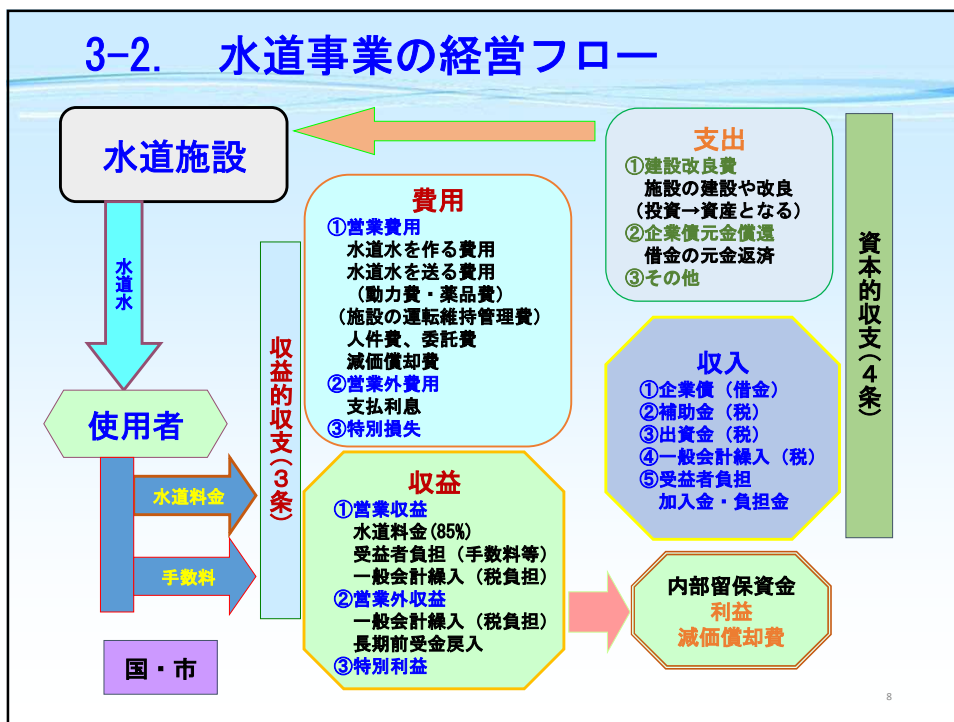 3-2.　水道事業の経営フロー
水道施設
水道水
使用者
水道料金
手数料
国・市
収益的収支（３条）
費用
①営業費用
水道水を作る費用
水道水を送る費用
（動力費・薬品費）
（施設の運転維持管理費）
人件費、委託費
減価償却費
②営業外費用
支払利息
③特別損失
収益
①営業収益
水道料金(85%)
受益者負担（手数料等）
一般会計繰入（税負担）
②営業外収益
一般会計繰入（税負担）
長期前受金戻入
③特別利益
支出
①建設改良費
施設の建設や改良
（投資→資産となる）
②企業債元金償還
借金の元金返済
③その他
収入
①企業債（借金）
②補助金（税）
③出資金（税）
④一般会計繰入（税）
⑤受益者負担
加入金・負担金
資本的収支（４条）
内部留保資金
利益
減価償却費
8